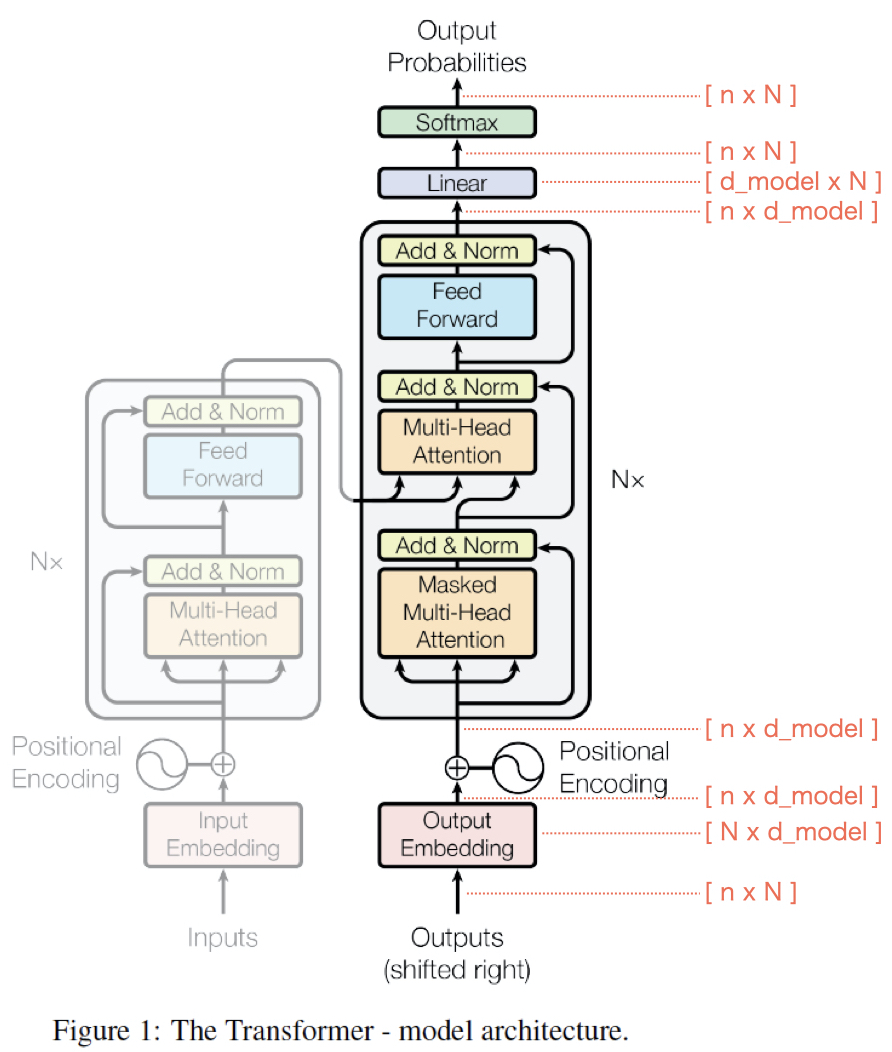 Output
Probabilities
[ n x N ]
Softmax
[ n x N ]
Linear
[ d_model x N ]
[ n x d_model ]
Add & Norm
Feed
Forward
Add & Norm
Multi-Head
Attention
N×
Add & Norm
Masked
Multi-Head
Attention
Add & Norm
Feed
Forward
N×
Add & Norm
Multi-Head
Attention
[ n x d_model ]
Positional
Encoding
Positional
Encoding
[ n x d_model ]
Input
Embedding
Output
Embedding
[ N x d_model ]
[ n x N ]
Inputs
Outputs
(shifted right)
Figure 1: The Transformer - model architecture.